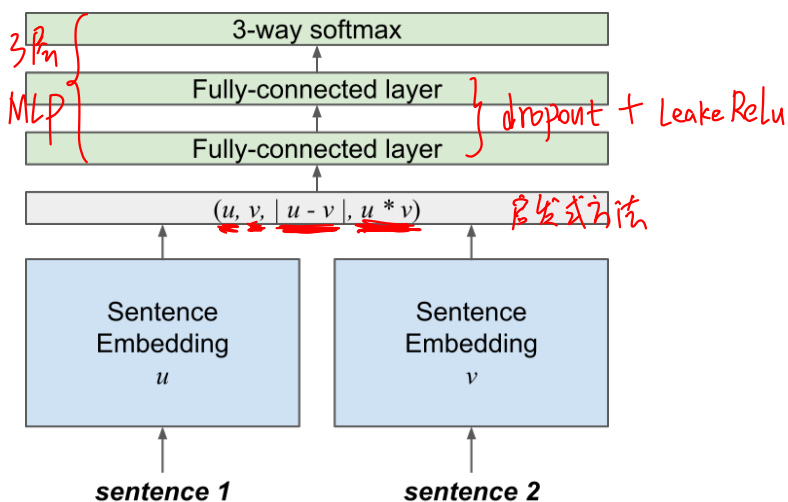 3-way softmax
3阶
Fully-connected layer
MLP
dropout + LeakeRelu
Fully-connected layer
(u, v, | u - v |, u * v)
启发式方法
Sentence Embedding u
Sentence Embedding v
sentence 1
sentence 2